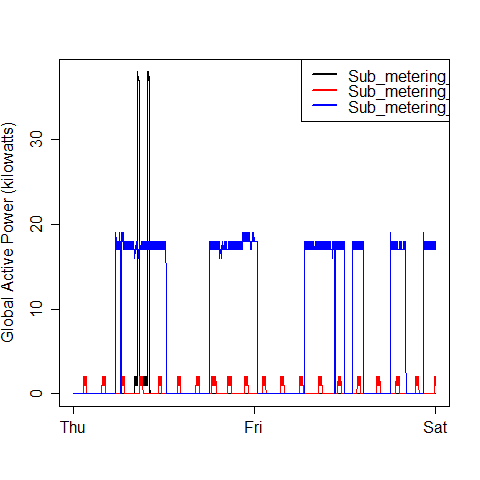 Sub_metering_
Sub_metering_
Sub_metering_
Global Active Power (kilowatts)
30
20
10
0
Thu Fri Sat